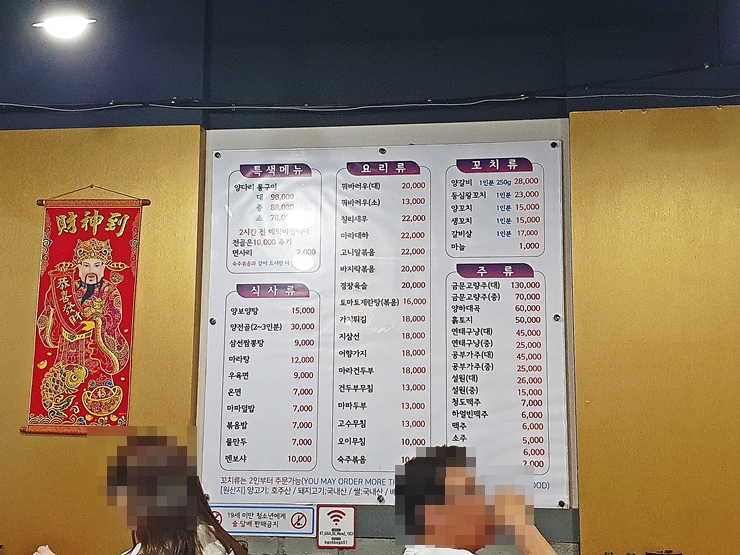 財神到
恭喜發財
특색메뉴
양다리 통구이
대 98,000
중 88,000
소 78,000
2시간 전 예약바랍니다
전골은10,000 추가
면사리 2,000
식사류
양보양탕 15,000
양전골(2~3인분) 30,000
삼선짬뽕탕 9,000
마라탕 12,000
우육면 9,000
온면 7,000
마파덮밥 7,000
볶음밥 7,000
물만두 7,000
멘보샤 10,000
요리류
꿔바러우(대) 20,000
꿔바러우(소) 13,000
칠리새우 22,000
마라대하 22,000
고니알볶음 22,000
바지락볶음 20,000
경장육슬 20,000
토마토계란탕(볶음) 16,000
가지튀김 18,000
지삼선 18,000
어향가지 18,000
마라건두부 18,000
건두부무침 13,000
마파두부 13,000
고수무침 13,000
오이무침 10,000
숙주볶음
꼬치류
양갈비 1인분 250g 28,000
등심왕꼬치 1인분 23,000
양꼬치 1인분 15,000
생꼬치 1인분 15,000
갈비살 1인분 17,000
마늘 1,000
주류
금문고량주(대) 130,000
금문고량주(중) 70,000
양하대곡 60,000
홍토지 50,000
연태구냥(대) 45,000
연태구냥(중) 25,000
공부가주(대) 45,000
공부가주(중) 25,000
설원(대) 26,000
설원(중) 15,000
청도맥주 7,000
하얼빈맥주 6,000
맥주 6,000
소주 5,000
6,000
2,000
꼬치류는 2인부터 주문가능(YOU MAY ORDER MORE
[원산지] 양고기: 호주산 / 돼지고기:국내산 / 쌀:국내산 /
19세 미만 청소년에게
술·담배 판매금지